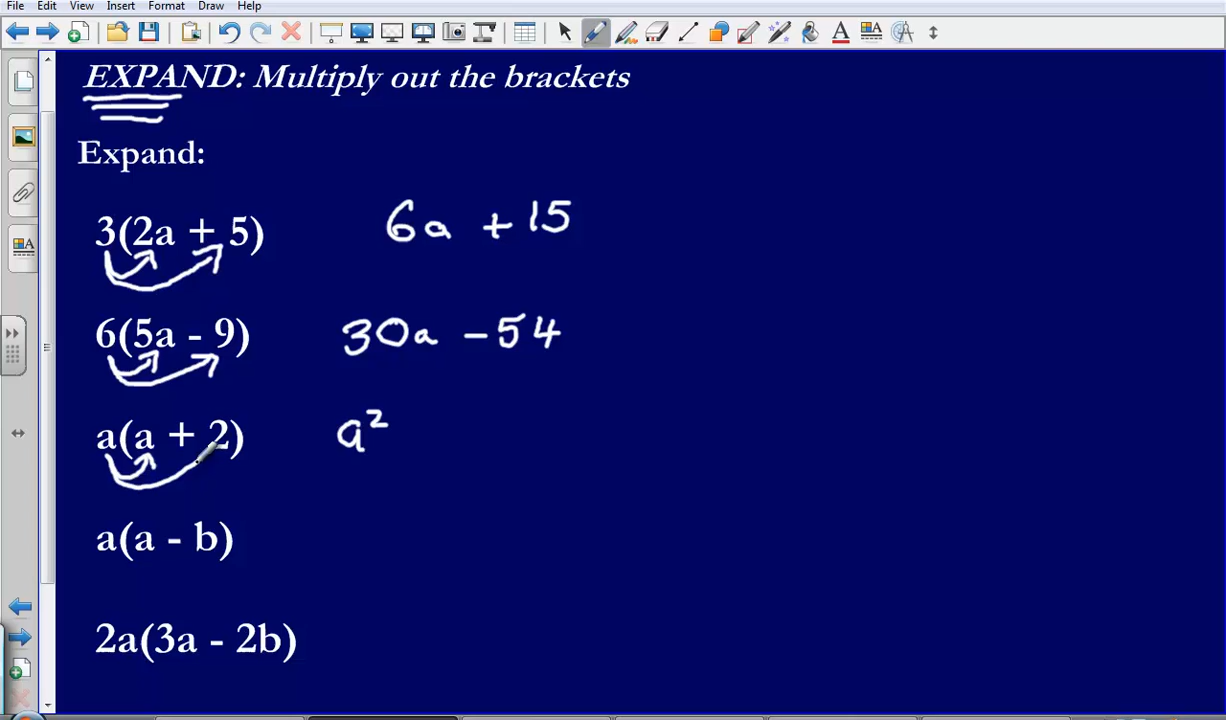 File Edit View Insert Format Draw Help
EXPAND: Multiply out the brackets
Expand:
3(2a + 5) 6a + 15
6(5a - 9) 30a - 54
a(a + 2) a²
a(a - b)
2a(3a - 2b)